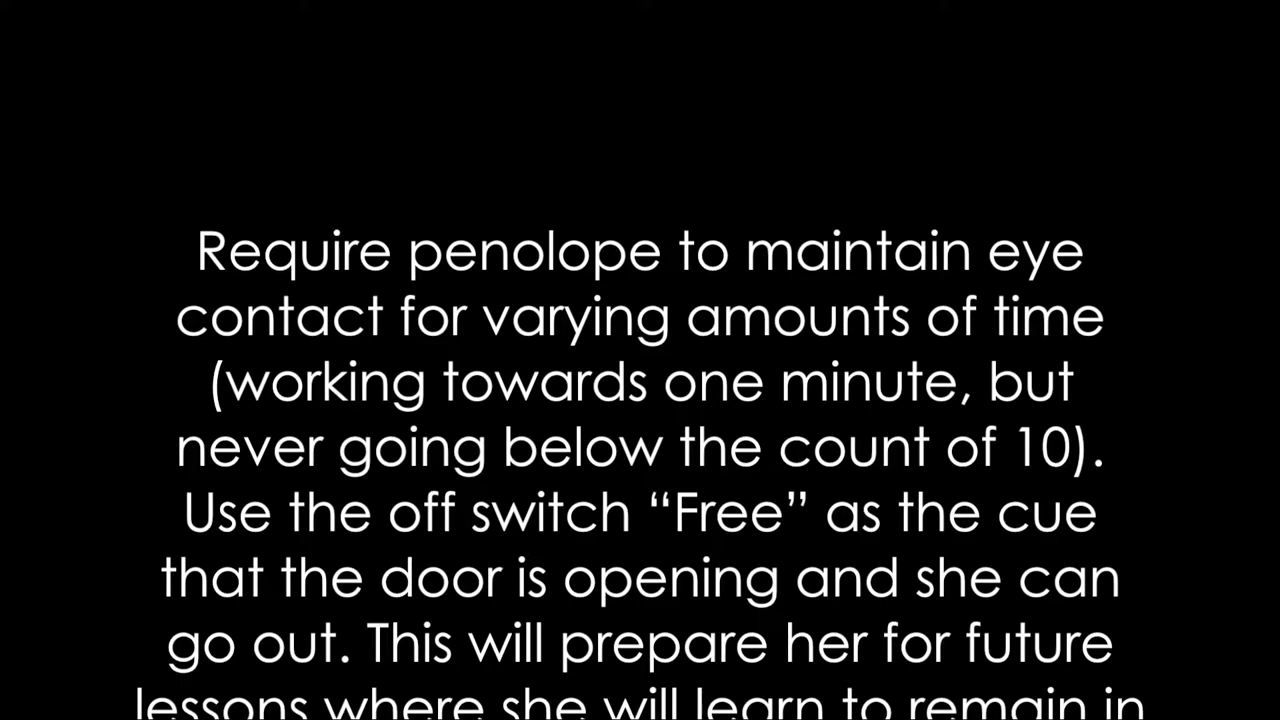 Require penolope to maintain eye
contact for varying amounts of time
(working towards one minute, but
never going below the count of 10).
Use the off switch “Free” as the cue
that the door is opening and she can
go out. This will prepare her for future
lessons where she will learn to remain in